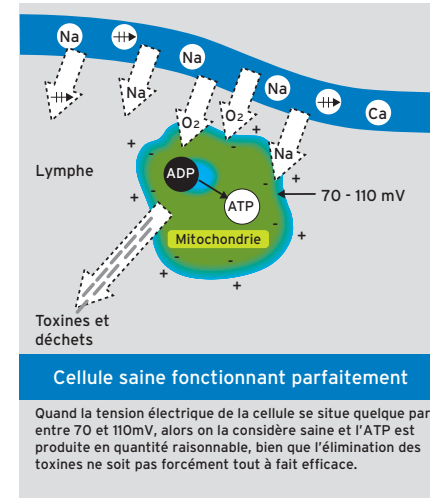 Na
Na
Na
Ca
Na
O2
O2
Na
+
-
+
Lymphe
ADP
ATP
70 - 110 mV
Mitochondrie
Toxines et
déchets
Cellule saine fonctionnant parfaitement
Quand la tension électrique de la cellule se situe quelque par
entre 70 et 110mV, alors on la considère saine et l'ATP est
produite en quantité raisonnable, bien que l'élimination des
toxines ne soit pas forcément tout à fait efficace.